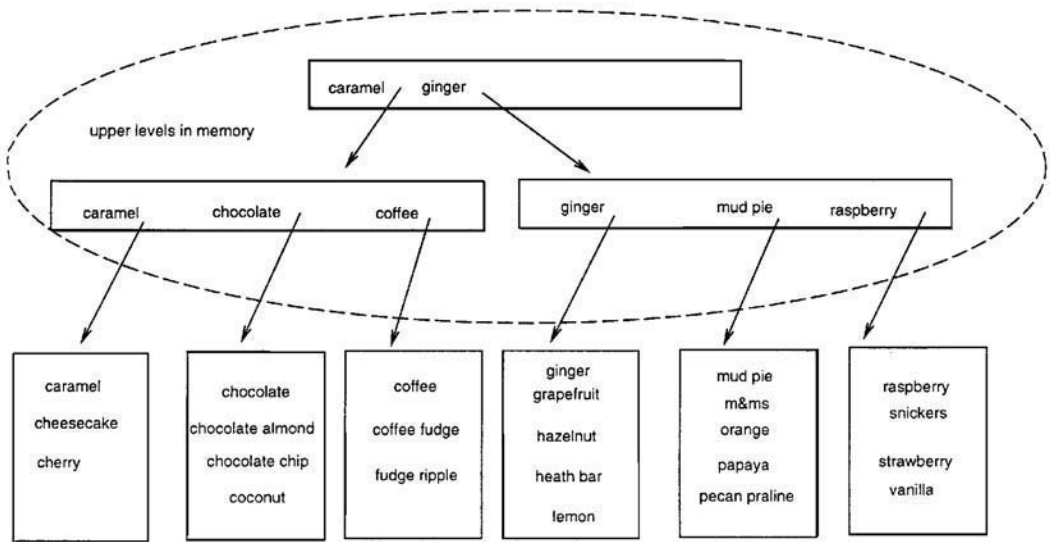 caramel ginger
upper levels in memory
caramel chocolate coffee
ginger mud pie raspberry
caramel
cheesecake
cherry
chocolate
chocolate almond
chocolate chip
coconut
coffee
coffee fudge
fudge ripple
ginger
grapefruit
hazelnut
heath bar
lemon
mud pie
m&ms
orange
papaya
pecan praline
raspberry
snickers
strawberry
vanilla